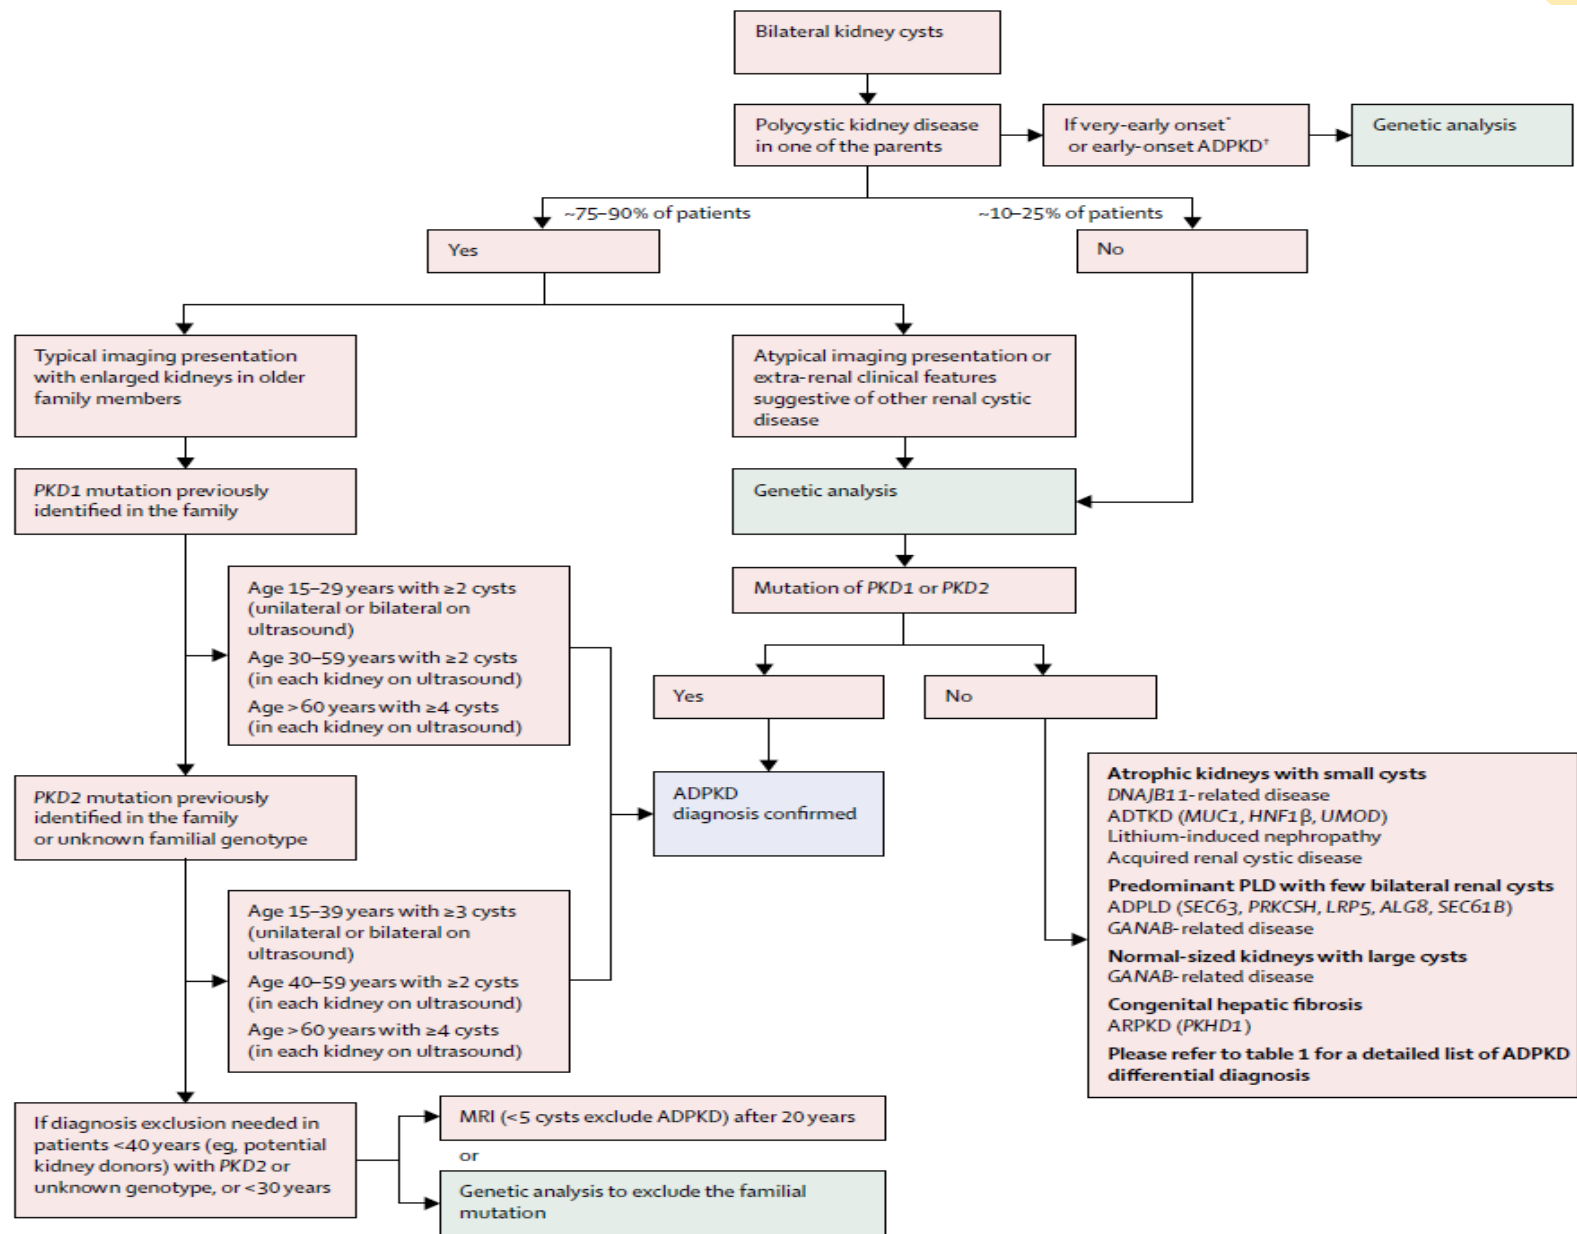 Bilateral kidney cysts
Polycystic kidney disease
in one of the parents
If very-early onset*
or early-onset ADPKD†
Genetic analysis
~75–90% of patients
~10–25% of patients
Yes
No
Typical imaging presentation
with enlarged kidneys in older
family members
Atypical imaging presentation or
extra-renal clinical features
suggestive of other renal cystic
disease
PKD1 mutation previously
identified in the family
Genetic analysis
Age 15–29 years with ≥2 cysts
(unilateral or bilateral on
ultrasound)
Age 30–59 years with ≥2 cysts
(in each kidney on ultrasound)
Age >60 years with ≥4 cysts
(in each kidney on ultrasound)
Mutation of PKD1 or PKD2
Yes
No
PKD2 mutation previously
identified in the family
or unknown familial genotype
ADPKD
diagnosis confirmed
Atrophic kidneys with small cysts
DNAJB11-related disease
ADTKD (MUC1, HNF1β, UMOD)
Lithium-induced nephropathy
Acquired renal cystic disease
Predominant PLD with few bilateral renal cysts
ADPLD (SEC63, PRKCSH, LRP5, ALG8, SEC61B)
GANAB-related disease
Normal-sized kidneys with large cysts
GANAB-related disease
Congenital hepatic fibrosis
ARPKD (PKHD1)
Please refer to table 1 for a detailed list of ADPKD
differential diagnosis
Age 15–39 years with ≥3 cysts
(unilateral or bilateral on
ultrasound)
Age 40–59 years with ≥2 cysts
(in each kidney on ultrasound)
Age >60 years with ≥4 cysts
(in each kidney on ultrasound)
If diagnosis exclusion needed in
patients <40 years (eg, potential
kidney donors) with PKD2 or
unknown genotype, or <30 years
MRI (<5 cysts exclude ADPKD) after 20 years
or
Genetic analysis to exclude the familial
mutation